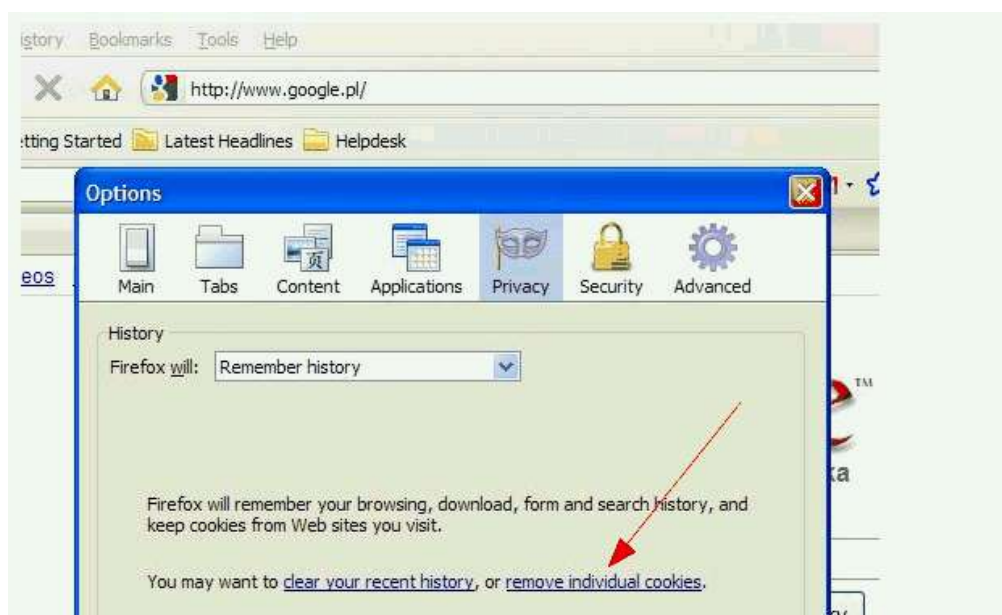 istory Bookmarks Tools Help
http://www.google.pl/
etting Started Latest Headlines Helpdesk
Options
eos
Main Tabs Content Applications Privacy Security Advanced
页
History
Firefox will: Remember history
TM
ka
Firefox will remember your browsing, download, form and search history, and
keep cookies from Web sites you visit.
You may want to clear your recent history, or remove individual cookies.